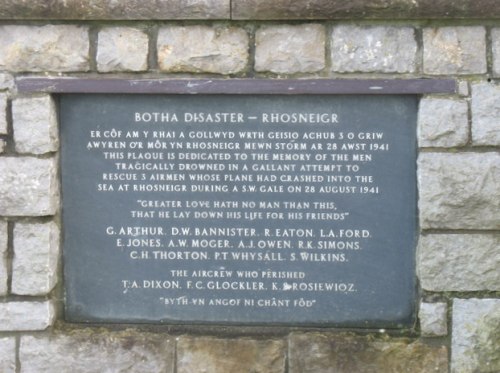 BOTHA DISASTER – RHOSNEIGR
ER CÔF AM Y RHAI A GOLLWYD WRTH GEISIO ACHUB 3 O GRIW
AWYREN O'R MÔR YN RHOSNEIGR MEWN STORM AR 28 AWST 1941
THIS PLAQUE IS DEDICATED TO THE MEMORY OF THE MEN
TRAGICALLY DROWNED IN A GALLANT ATTEMPT TO
RESCUE 3 AIRMEN WHOSE PLANE HAD CRASHED INTO THE
SEA AT RHOSNEIGR DURING A S.W. GALE ON 28 AUGUST 1941
"GREATER LOVE HATH NO MAN THAN THIS,
THAT HE LAY DOWN HIS LIFE FOR HIS FRIENDS"
G. ARTHUR. D.W. BANNISTER. R. EATON. L.A. FORD.
E. JONES. A.W. MOGER. A.J. OWEN. R.K. SIMONS.
C.H. THORTON. P.T. WHYSALL. S. WILKINS.
THE AIRCREW WHO PERISHED
T.A. DIXON. F.C. GLOCKLER. K. ROSIEWIOZ.
"BYTH YN ANGOF NI CHÂNT FÔD"